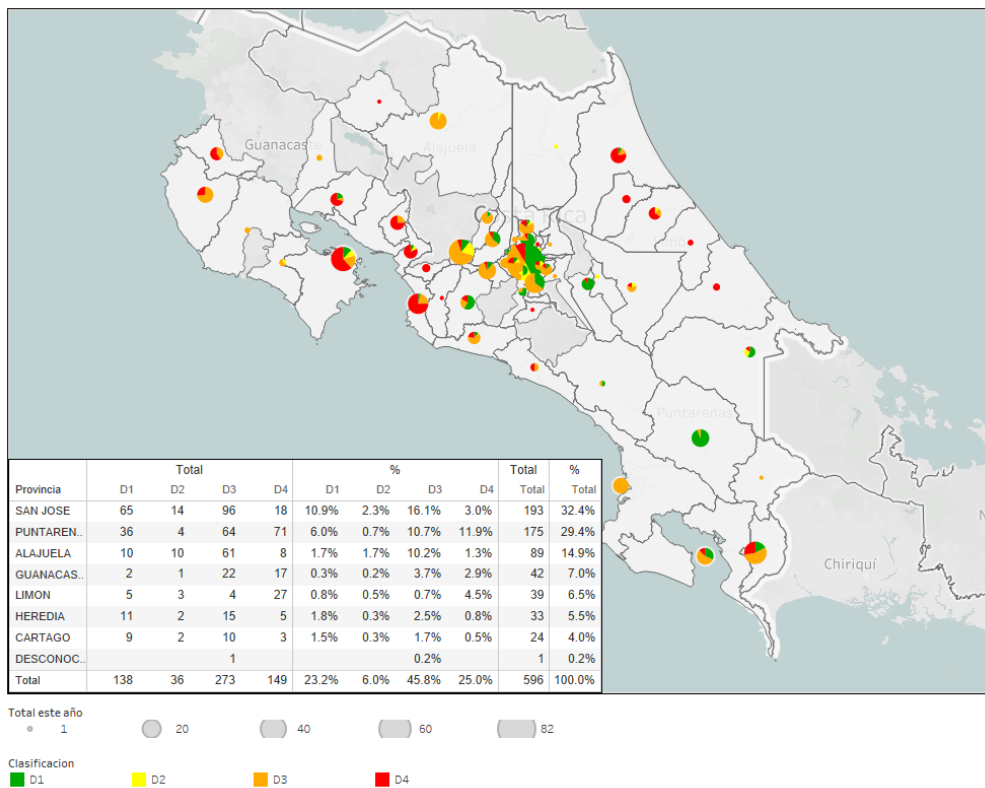 Guanacaste
Alajuela
Costa Rica
Limón
Puntarenas
Chiriquí
Total % Total %
Provincia D1 D2 D3 D4 D1 D2 D3 D4 Total Total
SAN JOSE 65 14 96 18 10.9% 2.3% 16.1% 3.0% 193 32.4%
PUNTAREN.. 36 4 64 71 6.0% 0.7% 10.7% 11.9% 175 29.4%
ALAJUELA 10 10 61 8 1.7% 1.7% 10.2% 1.3% 89 14.9%
GUANACAS.. 2 1 22 17 0.3% 0.2% 3.7% 2.9% 42 7.0%
LIMON 5 3 4 27 0.8% 0.5% 0.7% 4.5% 39 6.5%
HEREDIA 11 2 15 5 1.8% 0.3% 2.5% 0.8% 33 5.5%
CARTAGO 9 2 10 3 1.5% 0.3% 1.7% 0.5% 24 4.0%
DESCONOC.. 1 0.2% 1 0.2%
Total 138 36 273 149 23.2% 6.0% 45.8% 25.0% 596 100.0%
Total este año
1 20 40 60 82
Clasificacion
D1 D2 D3 D4